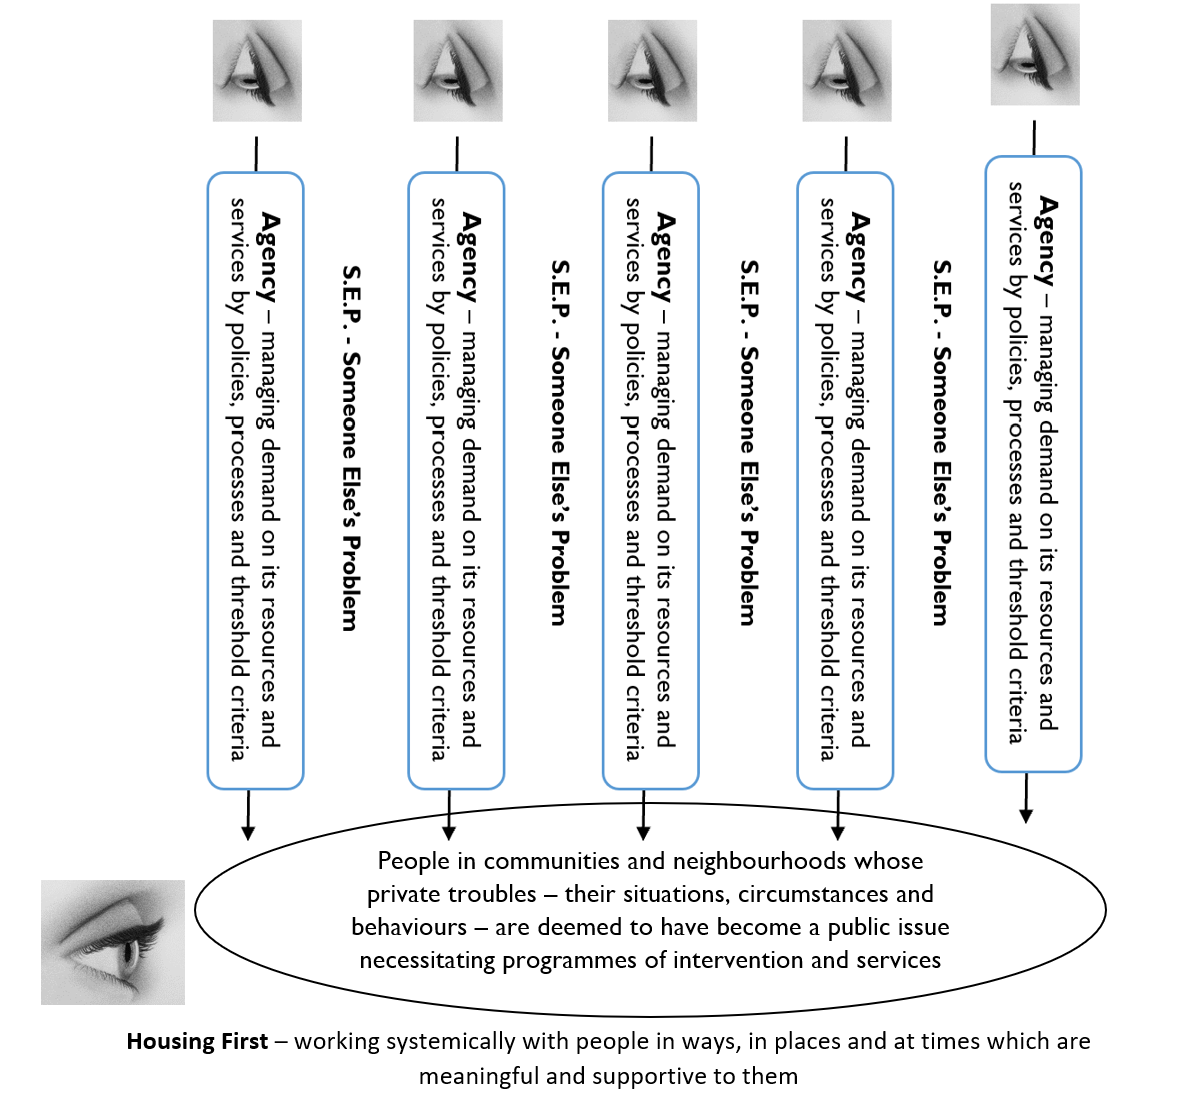 Agency – managing demand on its resources and
services by policies, processes and threshold criteria
S.E.P. - Someone Else's Problem
Agency – managing demand on its resources and
services by policies, processes and threshold criteria
S.E.P. - Someone Else's Problem
Agency – managing demand on its resources and
services by policies, processes and threshold criteria
S.E.P. - Someone Else's Problem
Agency – managing demand on its resources and
services by policies, processes and threshold criteria
S.E.P. - Someone Else's Problem
Agency – managing demand on its resources and
services by policies, processes and threshold criteria
People in communities and neighbourhoods whose
private troubles – their situations, circumstances and
behaviours – are deemed to have become a public issue
necessitating programmes of intervention and services
Housing First – working systemically with people in ways, in places and at times which are
meaningful and supportive to them